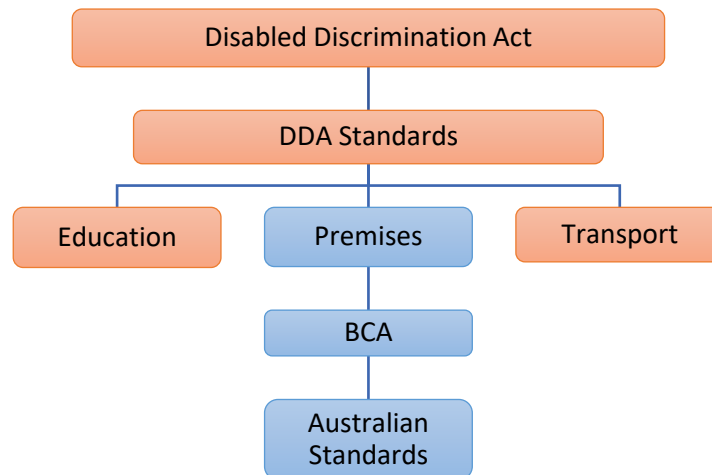 Disabled Discrimination Act
DDA Standards
Education
Premises
Transport
BCA
Australian
Standards